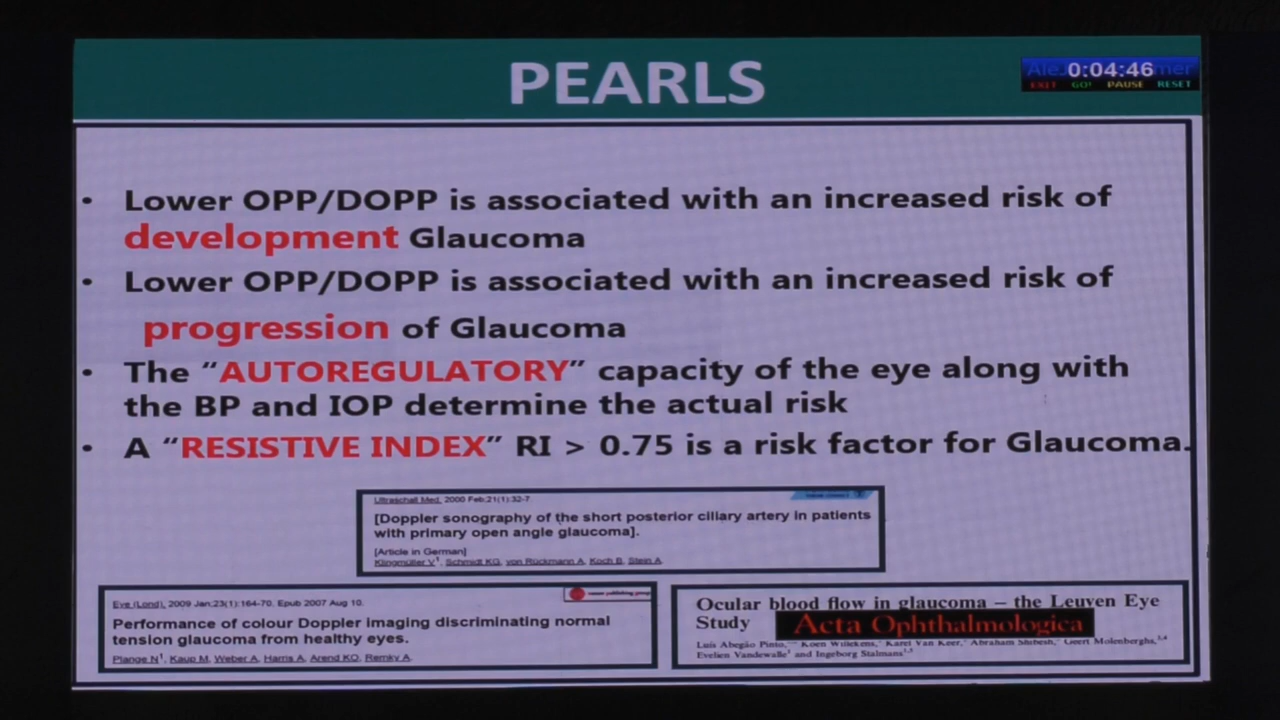 PEARLS
0:04:46
EXIT GO! PAUSE RESET
• Lower OPP/DOPP is associated with an increased risk of
development Glaucoma
• Lower OPP/DOPP is associated with an increased risk of
progression of Glaucoma
• The “AUTOREGULATORY” capacity of the eye along with
the BP and IOP determine the actual risk
• A “RESISTIVE INDEX” RI > 0.75 is a risk factor for Glaucoma.
Ultraschall Med. 2000 Feb;21(1):32-7.
[Doppler sonography of the short posterior ciliary artery in patients
with primary open angle glaucoma].
[Article in German]
Klingmüller V1, Schmidt KG, von Rückmann A, Koch B, Stein A.
Eye (Lond). 2009 Jan;23(1):164-70. Epub 2007 Aug 10.
Performance of colour Doppler imaging discriminating normal
tension glaucoma from healthy eyes.
Plange N1, Kaup M, Weber A, Harris A, Arend KO, Remky A.
Ocular blood flow in glaucoma – the Leuven Eye
Study Acta Ophthalmologica
Luís Abegão Pinto, Koen Willekens, Karel Van Keer, Abraham Shibesh, Geert Molenberghs,
Evelien Vandewalle and Ingeborg Stalmans